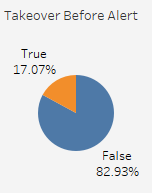 Takeover Before Alert
True
17.07%
False
82.93%